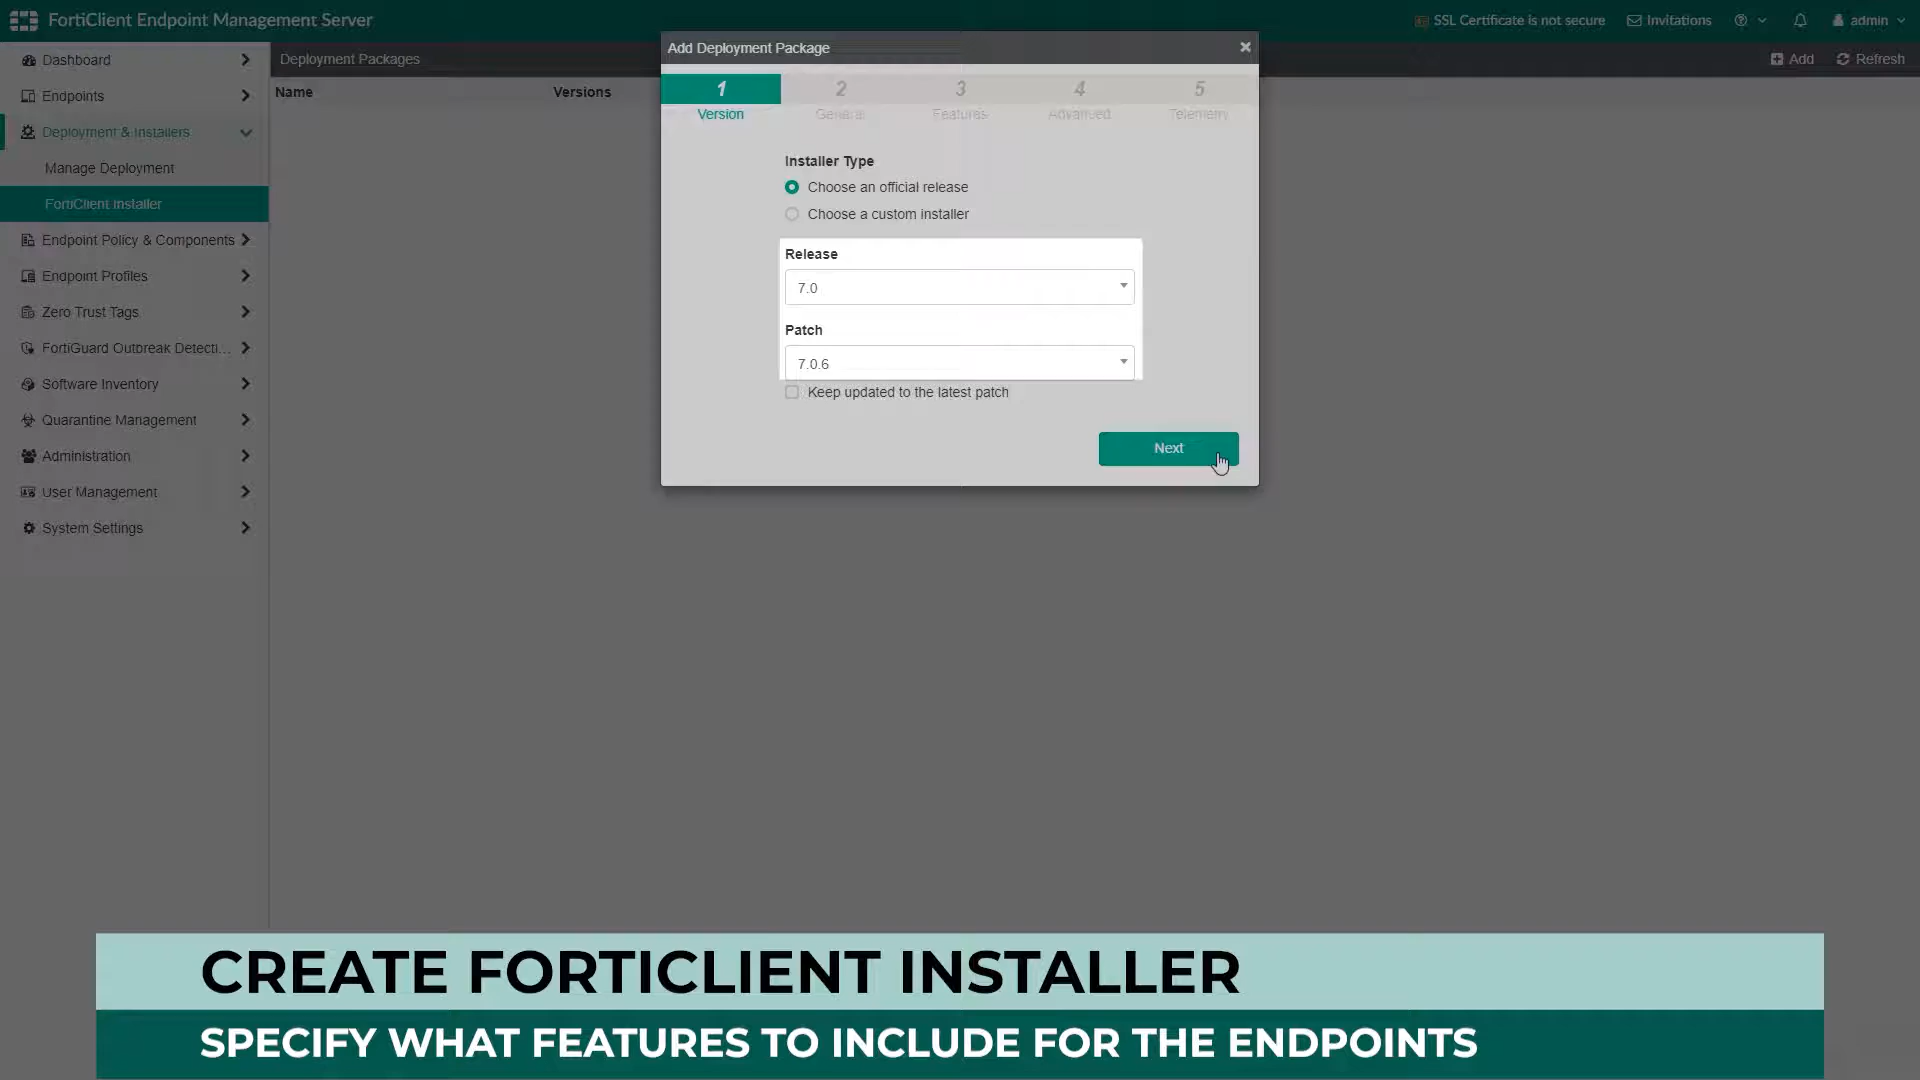 FortiClient Endpoint Management Server
SSL Certificate is not secure
Invitations
admin
Dashboard
Endpoints
Deployment & Installers
Manage Deployment
FortiClient Installer
Endpoint Policy & Components
Endpoint Profiles
Zero Trust Tags
FortiGuard Outbreak Detecti...
Software Inventory
Quarantine Management
Administration
User Management
System Settings
Deployment Packages
Add
Refresh
Name
Versions
Add Deployment Package
1 2 3 4 5
Version General Features Advanced Telemetry
Installer Type
Choose an official release
Choose a custom installer
Release
7.0
Patch
7.0.6
Keep updated to the latest patch
Next
CREATE FORTICLIENT INSTALLER
SPECIFY WHAT FEATURES TO INCLUDE FOR THE ENDPOINTS